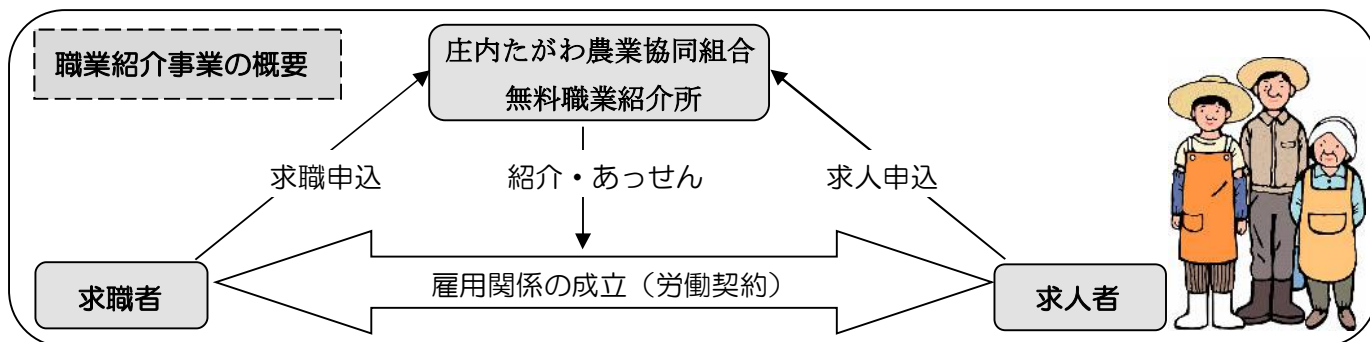 職業紹介事業の概要
庄内たがわ農業協同組合
無料職業紹介所
求職申込
紹介・あっせん
求人申込
雇用関係の成立（労働契約）
求職者
求人者